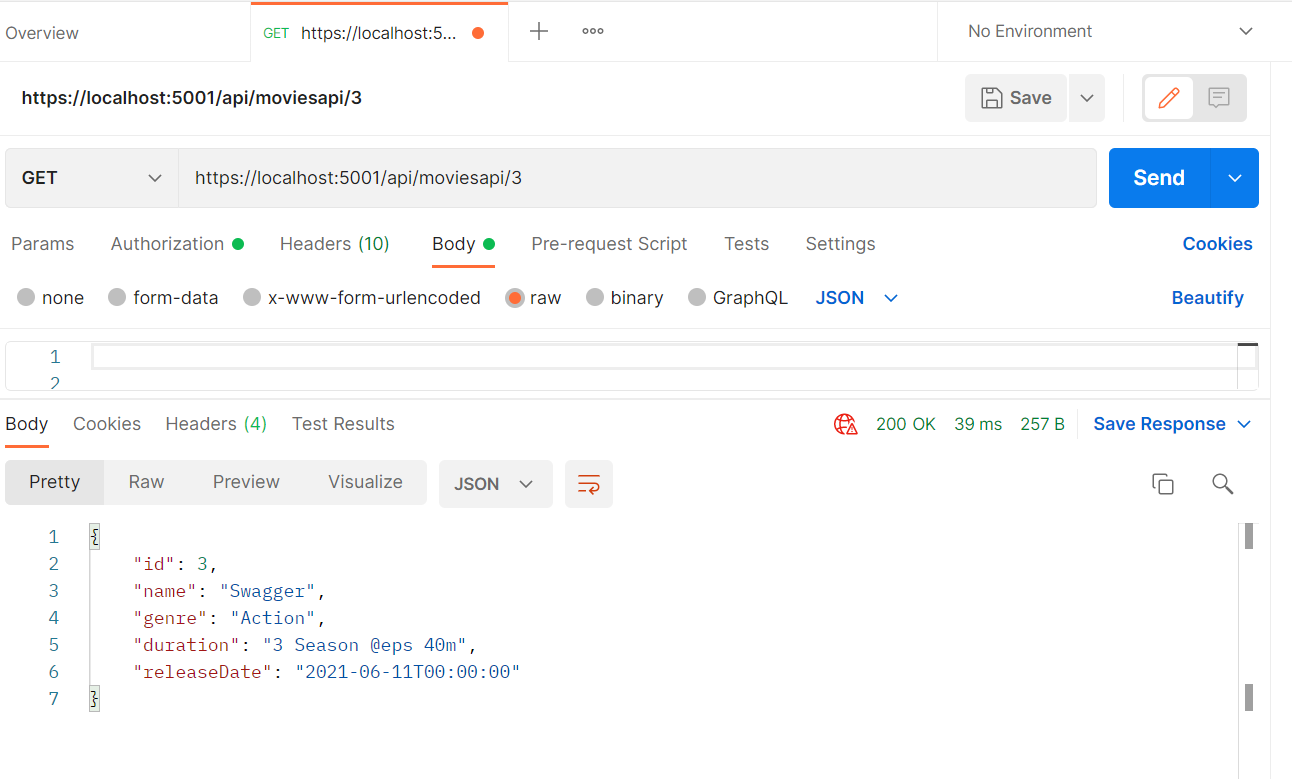 Overview GET https://localhost:5... No Environment
https://localhost:5001/api/moviesapi/3 Save
GET https://localhost:5001/api/moviesapi/3 Send
Params Authorization Headers (10) Body Pre-request Script Tests Settings Cookies
none form-data x-www-form-urlencoded raw binary GraphQL JSON Beautify
1
2
Body Cookies Headers (4) Test Results 200 OK 39 ms 257 B Save Response
Pretty Raw Preview Visualize JSON
1 {
2 "id": 3,
3 "name": "Swagger",
4 "genre": "Action",
5 "duration": "3 Season @eps 40m",
6 "releaseDate": "2021-06-11T00:00:00"
7 }